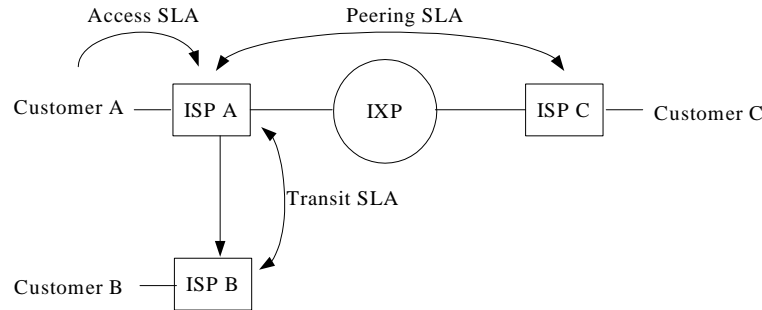 Access SLA
Peering SLA
Customer A
ISP A
IXP
ISP C
Customer C
Transit SLA
Customer B
ISP B